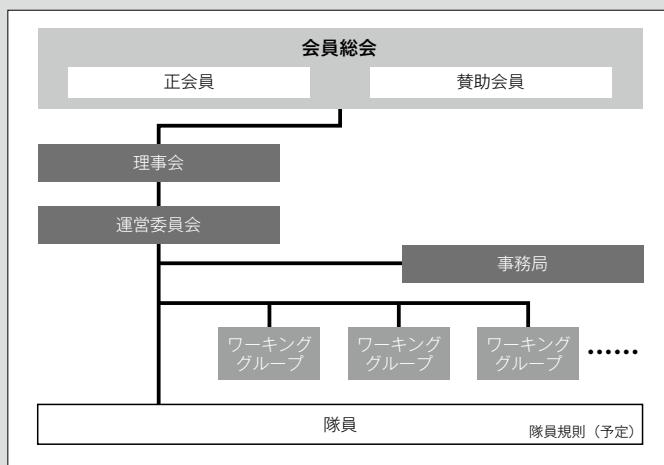 会員総会
正会員
賛助会員
理事会
運営委員会
事務局
ワーキング
グループ
ワーキング
グループ
ワーキング
グループ
……
隊員
隊員規則（予定）